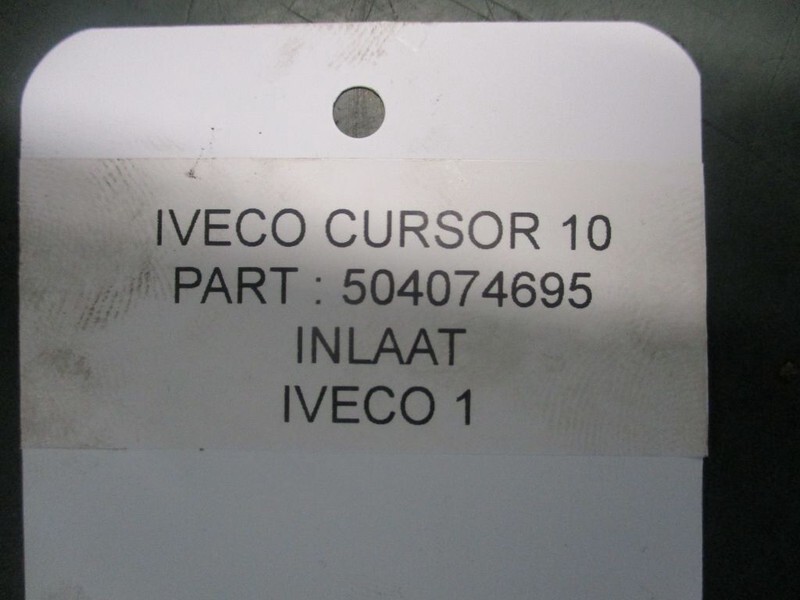 IVECO CURSOR 10
PART : 504074695
INLAAT
IVECO 1